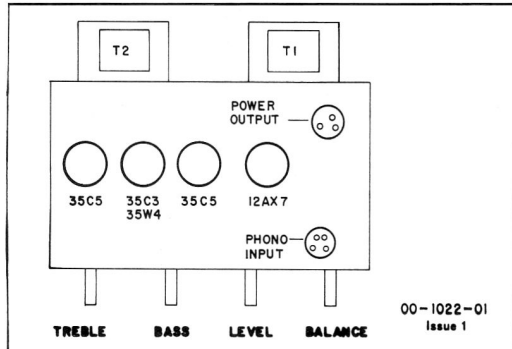 T2
T1
POWER
OUTPUT
35C5
35C3
35W4
35C5
12AX7
PHONO
INPUT
TREBLE
BASS
LEVEL
BALANCE
00-1022-01
Issue 1